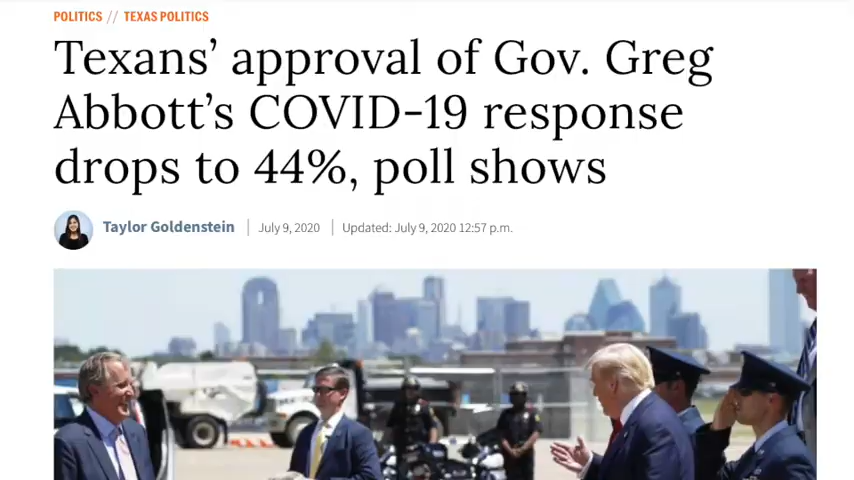 POLITICS // TEXAS POLITICS
Texans’ approval of Gov. Greg
Abbott’s COVID-19 response
drops to 44%, poll shows
Taylor Goldenstein | July 9, 2020 | Updated: July 9, 2020 12:57 p.m.